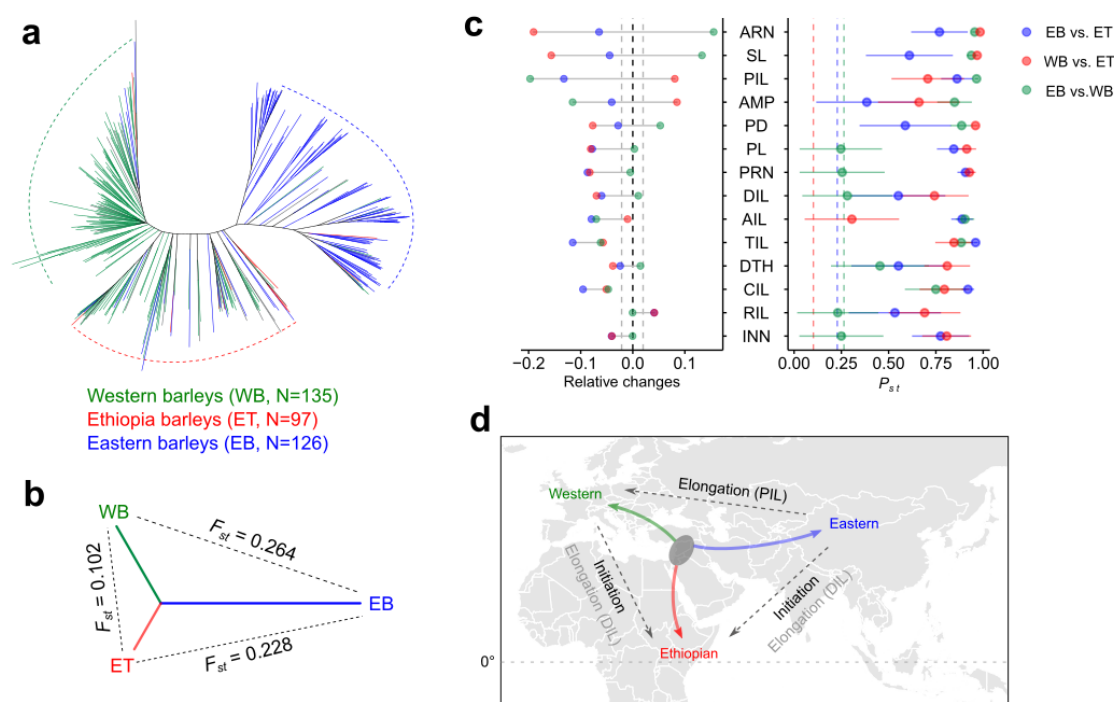 a
Western barleys (WB, N=135)
Ethiopia barleys (ET, N=97)
Eastern barleys (EB, N=126)
b
WB
EB
ET
Fst = 0.264
Fst = 0.102
Fst = 0.228
c
ARN
SL
PIL
AMP
PD
PL
PRN
DIL
AIL
TIL
DTH
CIL
RIL
INN
−0.2 −0.1 0.0 0.1
Relative changes
0.00 0.25 0.50 0.75 1.00
Pst
EB vs. ET
WB vs. ET
EB vs.WB
d
Elongation (PIL)
Western
Eastern
Initiation
Elongation (DIL)
Initiation
Elongation (DIL)
Ethiopian
0°